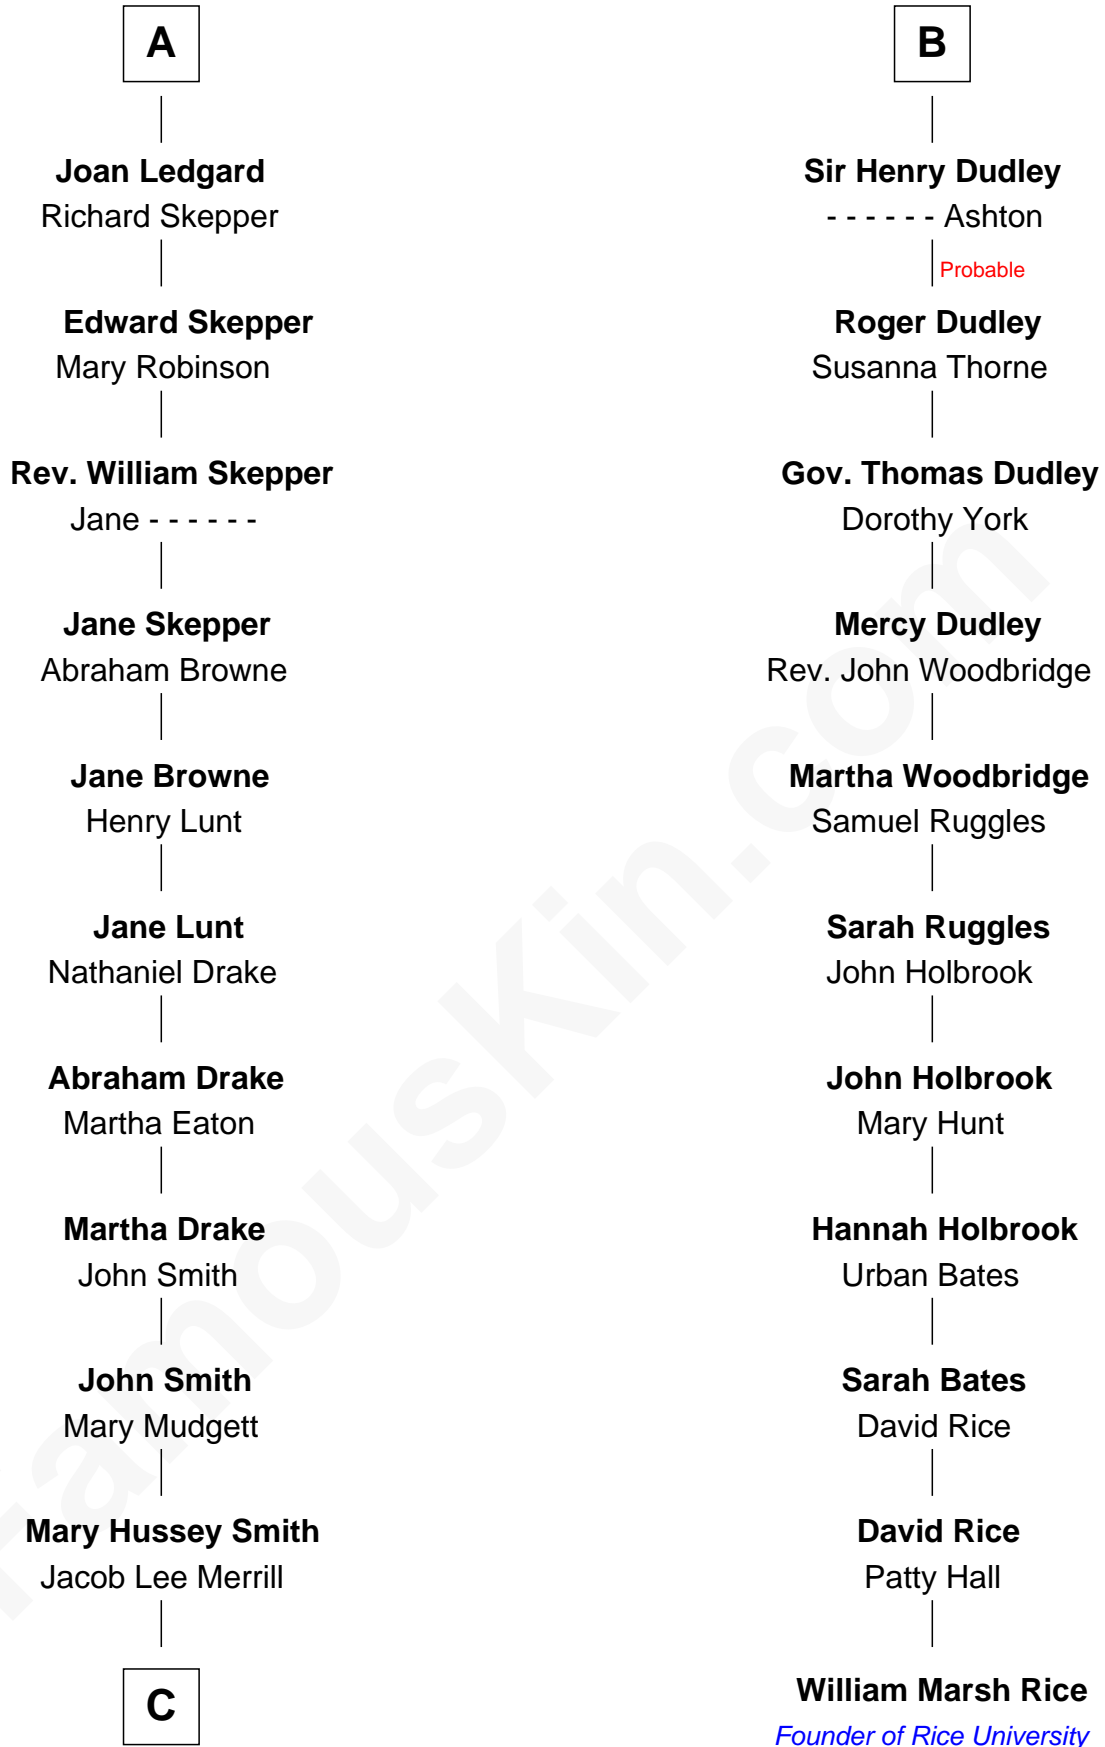 A
Joan Ledgard
Richard Skepper
Edward Skepper
Mary Robinson
Rev. William Skepper
Jane - - - - - -
Jane Skepper
Abraham Browne
Jane Browne
Henry Lunt
Jane Lunt
Nathaniel Drake
Abraham Drake
Martha Eaton
Martha Drake
John Smith
John Smith
Mary Mudgett
Mary Hussey Smith
Jacob Lee Merrill
C
B
Sir Henry Dudley
- - - - - - Ashton
Probable
Roger Dudley
Susanna Thorne
Gov. Thomas Dudley
Dorothy York
Mercy Dudley
Rev. John Woodbridge
Martha Woodbridge
Samuel Ruggles
Sarah Ruggles
John Holbrook
John Holbrook
Mary Hunt
Hannah Holbrook
Urban Bates
Sarah Bates
David Rice
David Rice
Patty Hall
William Marsh Rice
Founder of Rice University
FamousKin.com